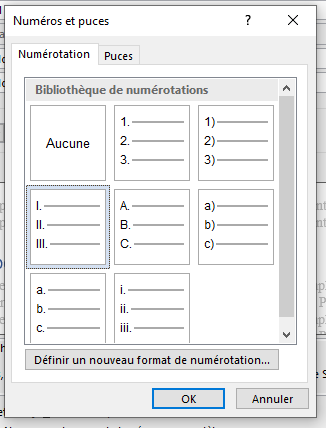 Numéros et puces
Numérotation Puces
Bibliothèque de numérotations
Aucune
1.
2.
3.
1)
2)
3)
I.
II.
III.
A.
B.
C.
a)
b)
c)
a.
b.
c.
i.
ii.
iii.
Définir un nouveau format de numérotation...
OK Annuler